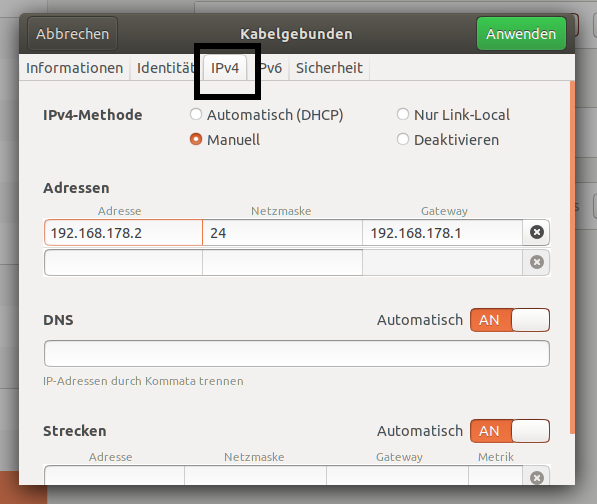 Abbrechen Kabelgebunden Anwenden
Informationen Identität IPv4 Pv6 Sicherheit
IPv4-Methode Automatisch (DHCP) Nur Link-Local
Manuell Deaktivieren
Adressen
Adresse Netzmaske Gateway
192.168.178.2 24 192.168.178.1
DNS Automatisch AN
IP-Adressen durch Kommata trennen
Strecken Automatisch AN
Adresse Netzmaske Gateway Metrik